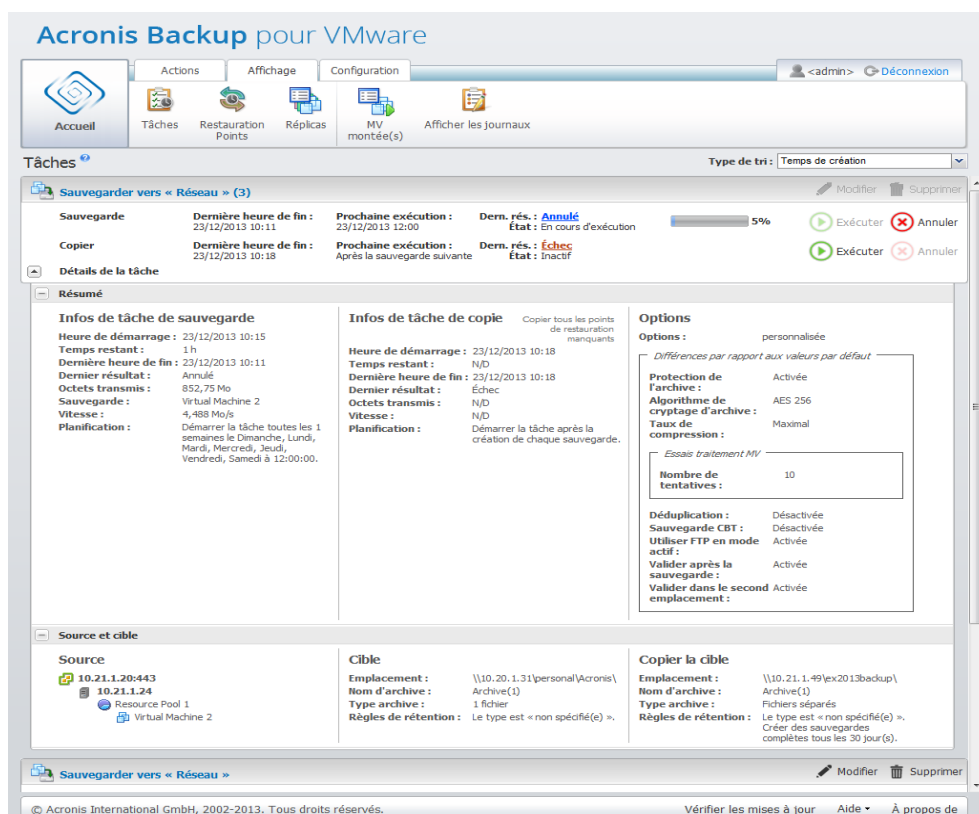 Acronis Backup pour VMware
Actions Affichage Configuration
<admin> Déconnexion
Accueil
Tâches
Restauration Points
Réplicas
MV montée(s)
Afficher les journaux
Tâches
Type de tri : Temps de création
Sauvegarder vers « Réseau » (3)
Modifier Supprimer
Sauvegarde
Dernière heure de fin :
23/12/2013 10:11
Prochaine exécution :
23/12/2013 12:00
Dern. rés. : Annulé
État : En cours d'exécution
5%
Exécuter Annuler
Copier
Dernière heure de fin :
23/12/2013 10:18
Prochaine exécution :
Après la sauvegarde suivante
Dern. rés. : Échec
État : Inactif
Exécuter Annuler
Détails de la tâche
Résumé
Infos de tâche de sauvegarde
Heure de démarrage : 23/12/2013 10:15
Temps restant : 1 h
Dernière heure de fin : 23/12/2013 10:11
Dernier résultat : Annulé
Octets transmis : 852,75 Mo
Sauvegarde : Virtual Machine 2
Vitesse : 4,488 Mo/s
Planification : Démarrer la tâche toutes les 1
semaines le Dimanche, Lundi,
Mardi, Mercredi, Jeudi,
Vendredi, Samedi à 12:00:00.
Infos de tâche de copie
Copier tous les points
de restauration
manquants
Heure de démarrage : 23/12/2013 10:18
Temps restant : N/D
Dernière heure de fin : 23/12/2013 10:18
Dernier résultat : Échec
Octets transmis : N/D
Vitesse : N/D
Planification : Démarrer la tâche après la
création de chaque sauvegarde.
Options
Options : personnalisée
Différences par rapport aux valeurs par défaut
Protection de l'archive : Activée
Algorithme de cryptage d'archive : AES 256
Taux de compression : Maximal
Essais traitement MV
Nombre de tentatives : 10
Déduplication : Désactivée
Sauvegarde CBT : Désactivée
Utiliser FTP en mode actif : Activée
Valider après la sauvegarde : Activée
Valider dans le second emplacement : Activée
Source et cible
Source
10.21.1.20:443
10.21.1.24
Resource Pool 1
Virtual Machine 2
Cible
Emplacement : \\10.20.1.31\personal\Acronis\
Nom d'archive : Archive(1)
Type archive : 1 fichier
Règles de rétention : Le type est « non spécifié(e) ».
Copier la cible
Emplacement : \\10.21.1.49\ex2013backup\
Nom d'archive : Archive(1)
Type archive : Fichiers séparés
Règles de rétention : Le type est « non spécifié(e) ».
Créer des sauvegardes
complètes tous les 30 jour(s).
Sauvegarder vers « Réseau »
Modifier Supprimer
© Acronis International GmbH, 2002-2013. Tous droits réservés.
Vérifier les mises à jour Aide À propos de